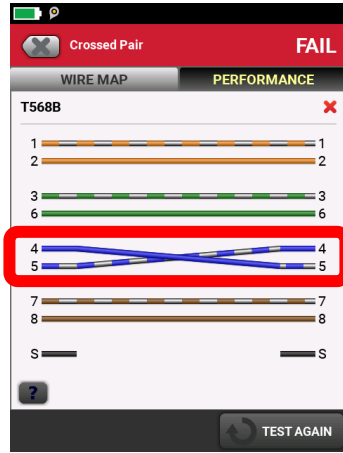 Crossed Pair FAIL
WIRE MAP PERFORMANCE
T568B
1 1
2 2
3 3
6 6
4 4
5 5
7 7
8 8
S S
?
TEST AGAIN